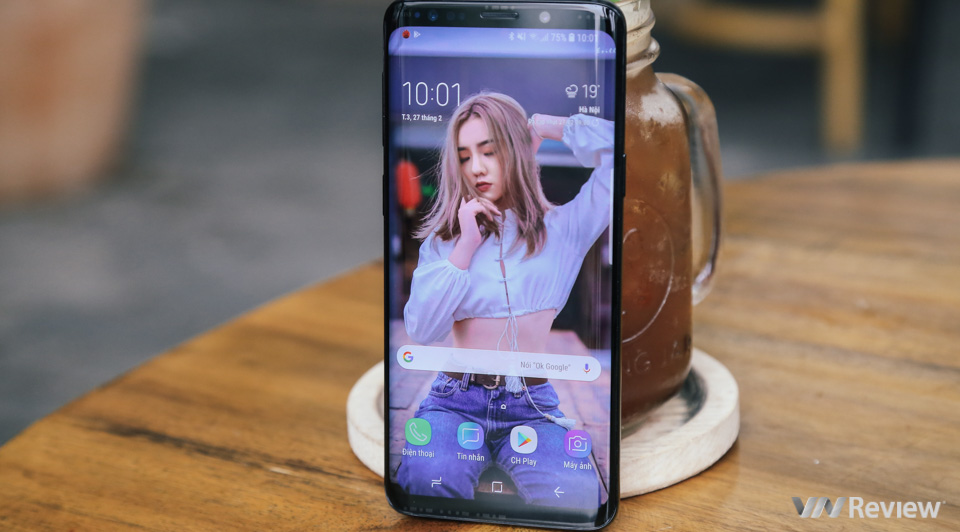 75% 10:01
10:01
T.3, 27 tháng 2
19°
Hà Nội
Nói "Ok Google"
Điện thoại
Tin nhắn
CH Play
Máy ảnh
VN Review